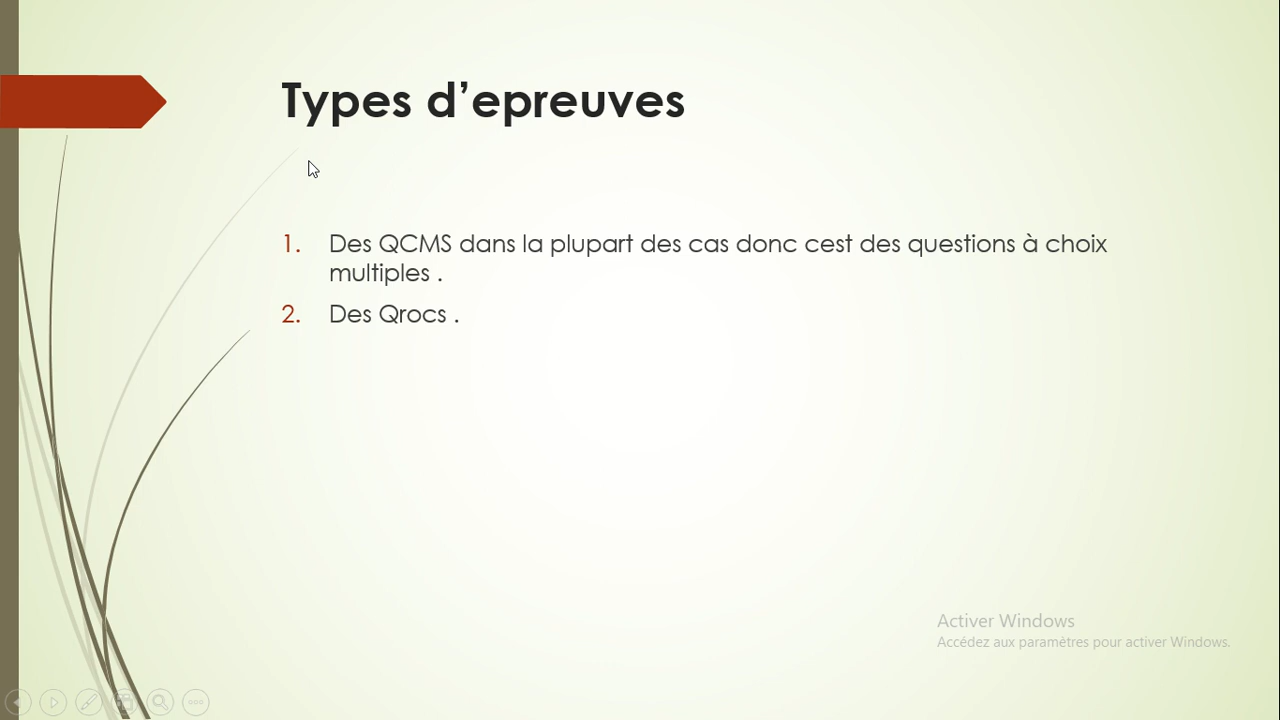 Types d’epreuves
1. Des QCMS dans la plupart des cas donc cest des questions à choix
multiples .
2. Des Qrocs .
Activer Windows
Accédez aux paramètres pour activer Windows.